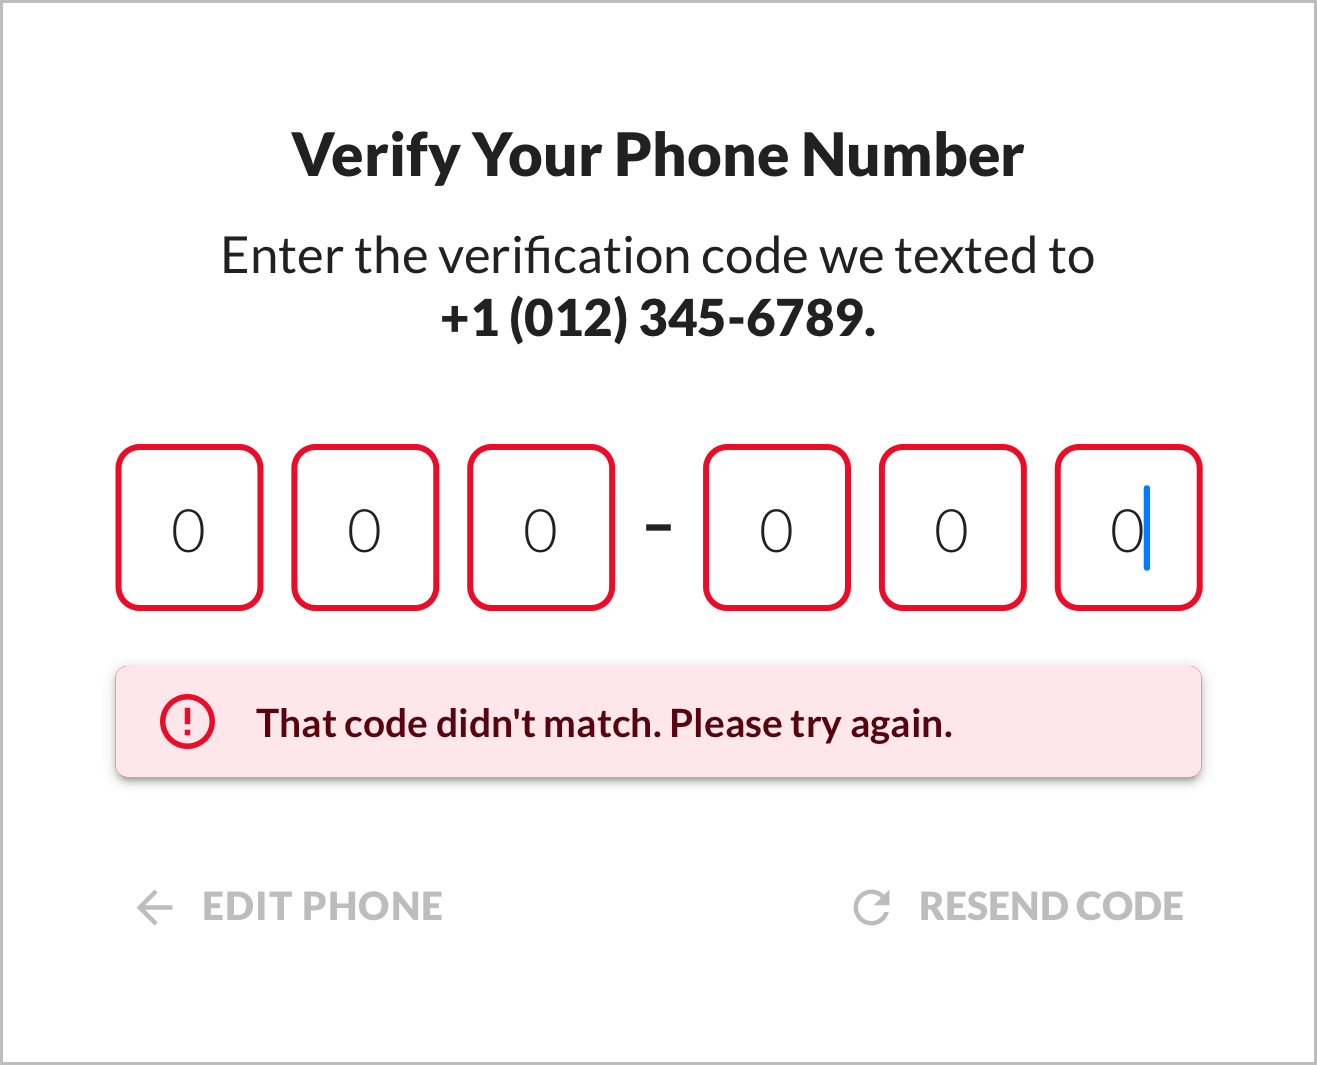 Verify Your Phone Number
Enter the verification code we texted to
+1 (012) 345-6789.
0 0 0 - 0 0 0
That code didn't match. Please try again.
EDIT PHONE RESEND CODE